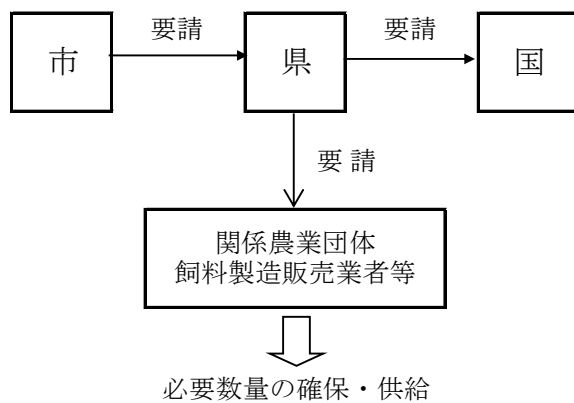 要請
要請
市
県
国
要 請
関係農業団体
飼料製造販売業者等
必要数量の確保・供給